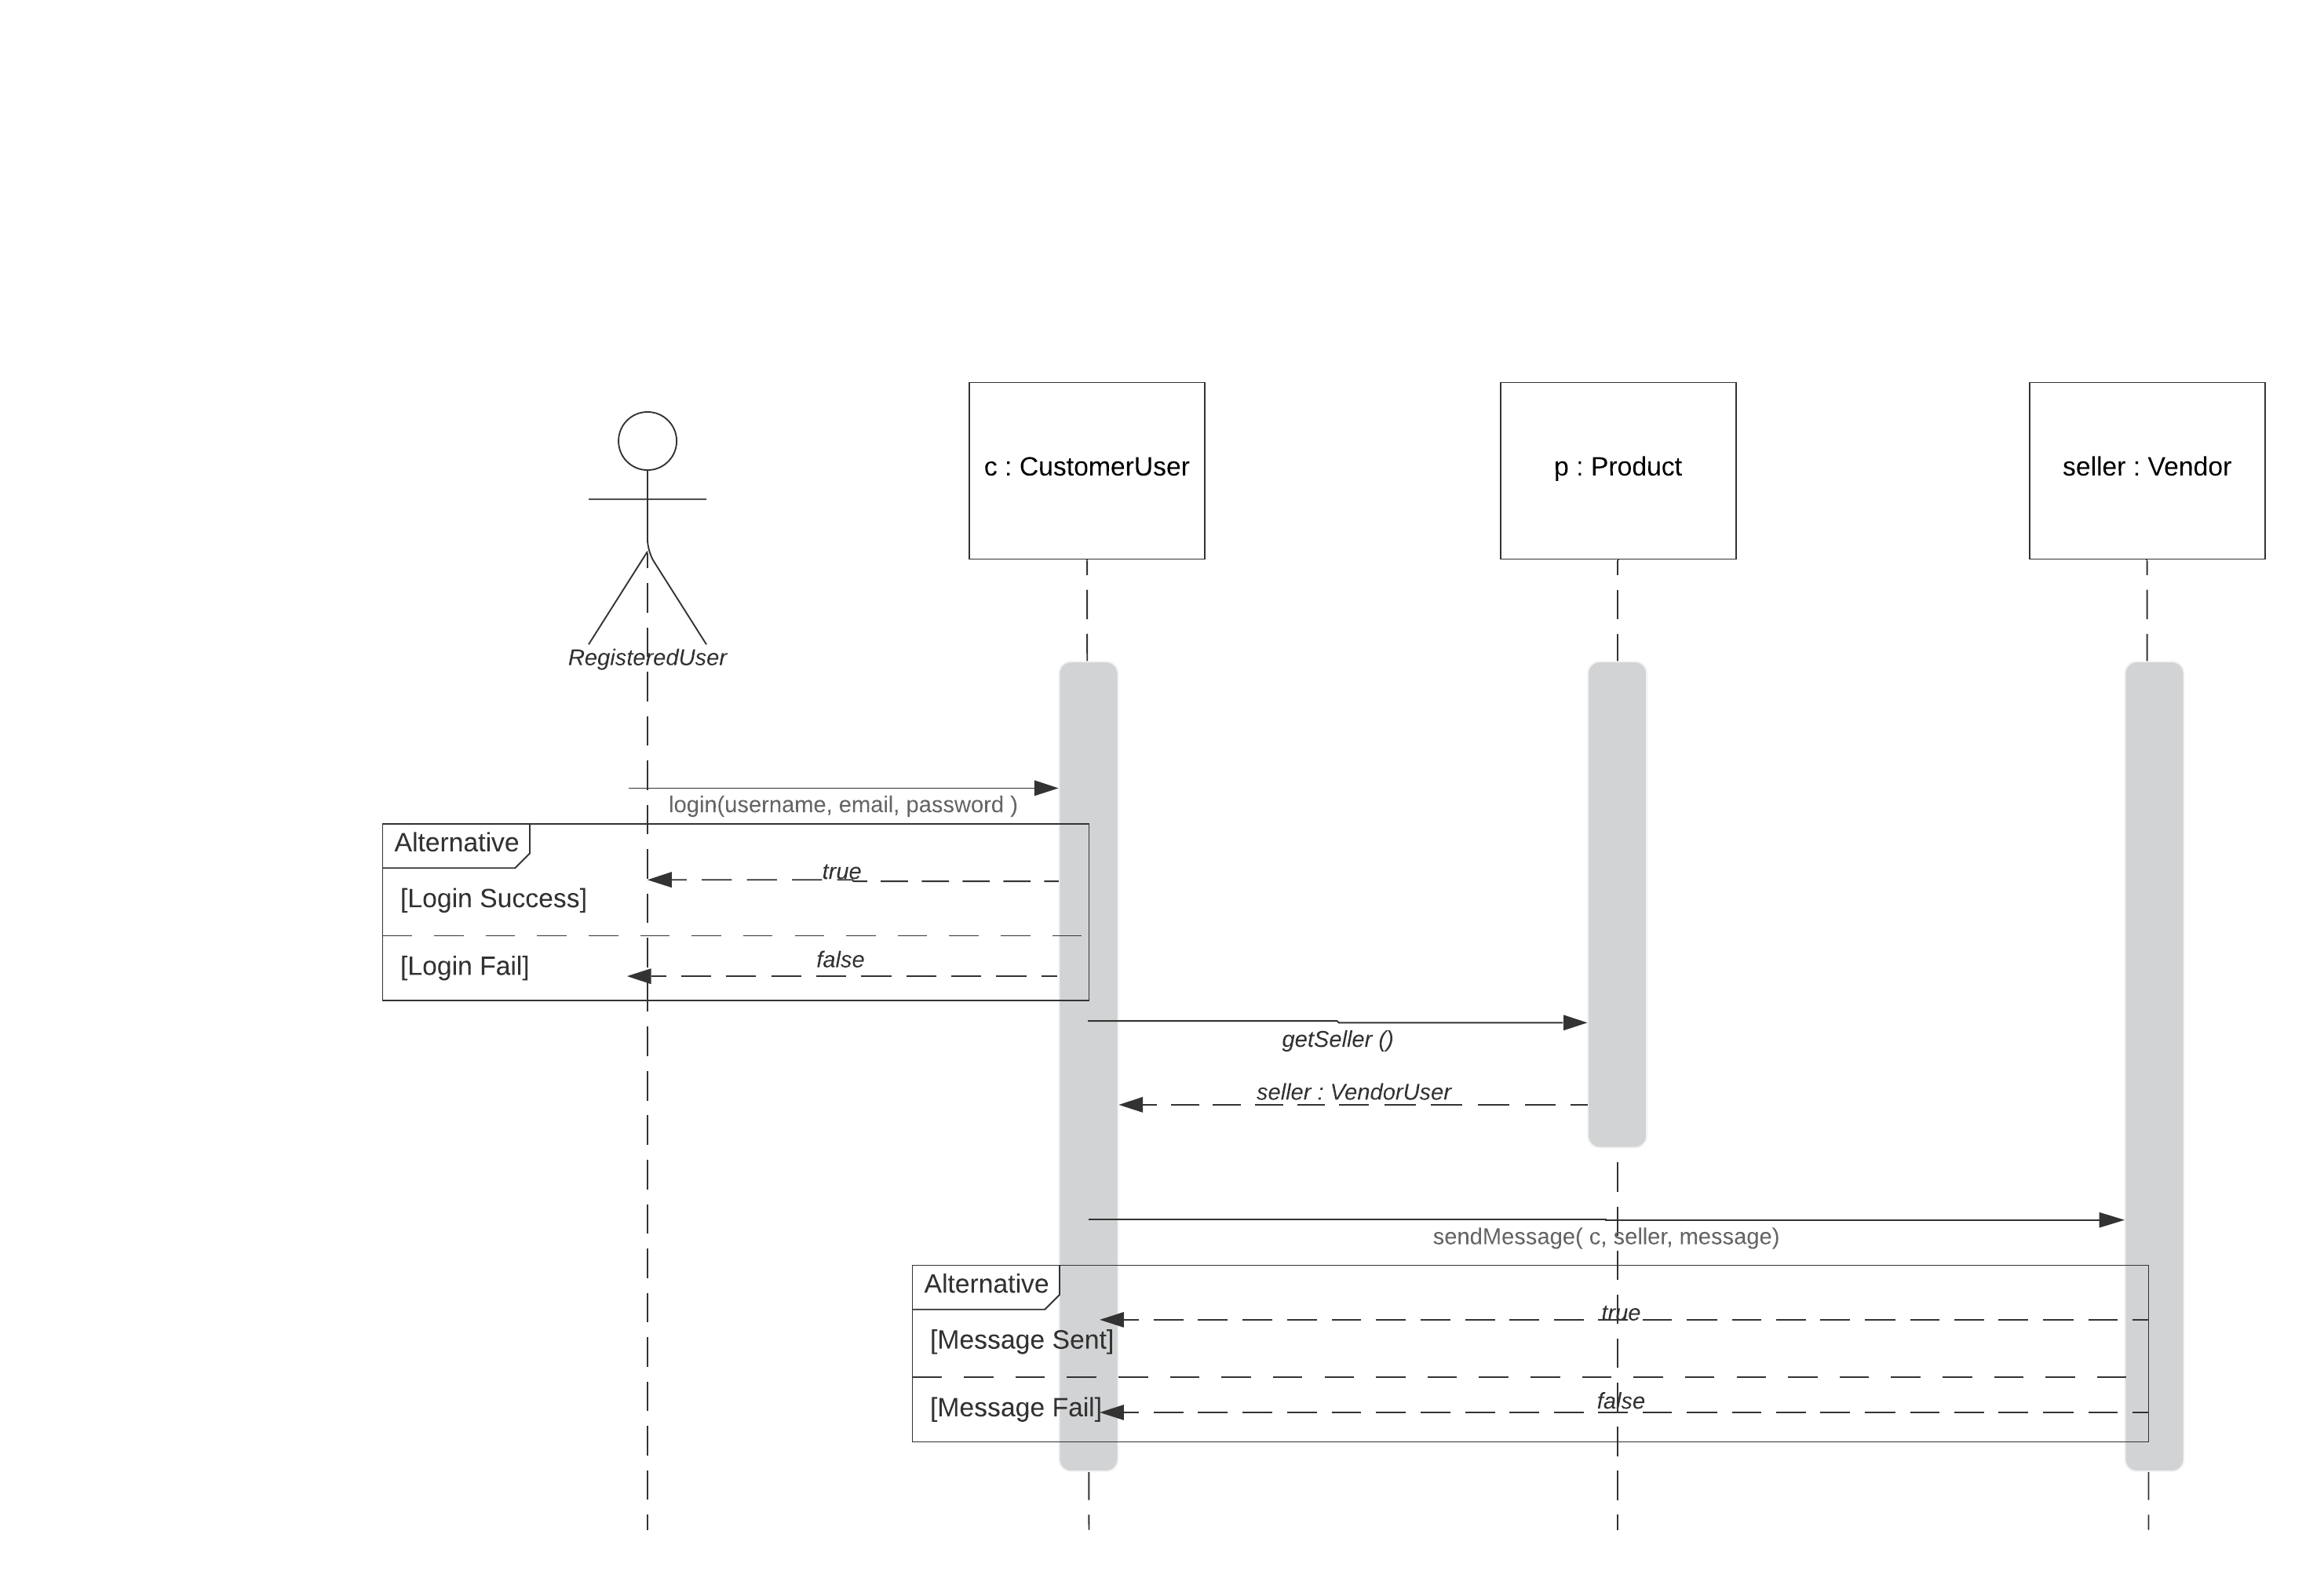 c : CustomerUser
p : Product
seller : Vendor
RegisteredUser
login(username, email, password )
Alternative
true
[Login Success]
false
[Login Fail]
getSeller ()
seller : VendorUser
sendMessage( c, seller, message)
Alternative
true
[Message Sent]
false
[Message Fail]